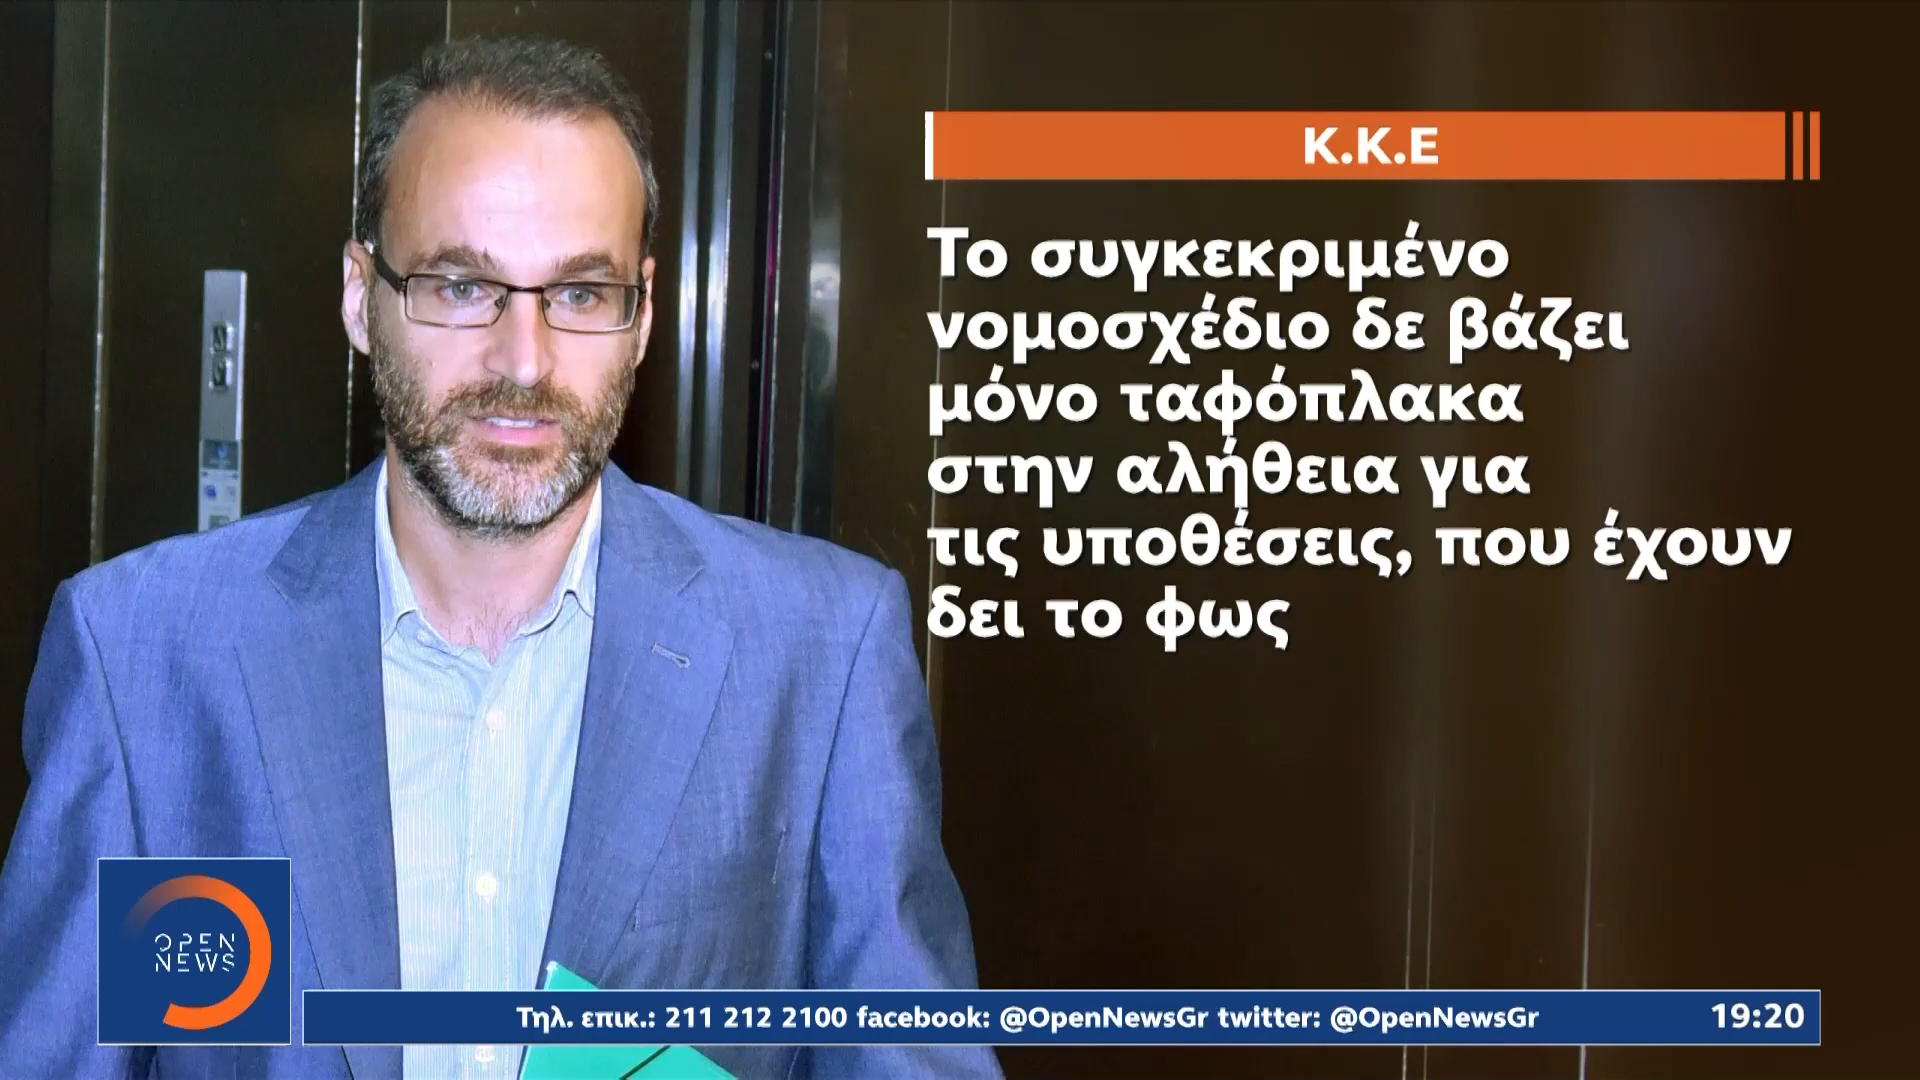 Κ.Κ.Ε
Το συγκεκριμένο
νομοσχέδιο δε βάζει
μόνο ταφόπλακα
στην αλήθεια για
τις υποθέσεις, που έχουν
δει το φως
OPEN
NEWS
Τηλ. επικ.: 211 212 2100 facebook: @OpenNewsGr twitter: @OpenNewsGr
19:20